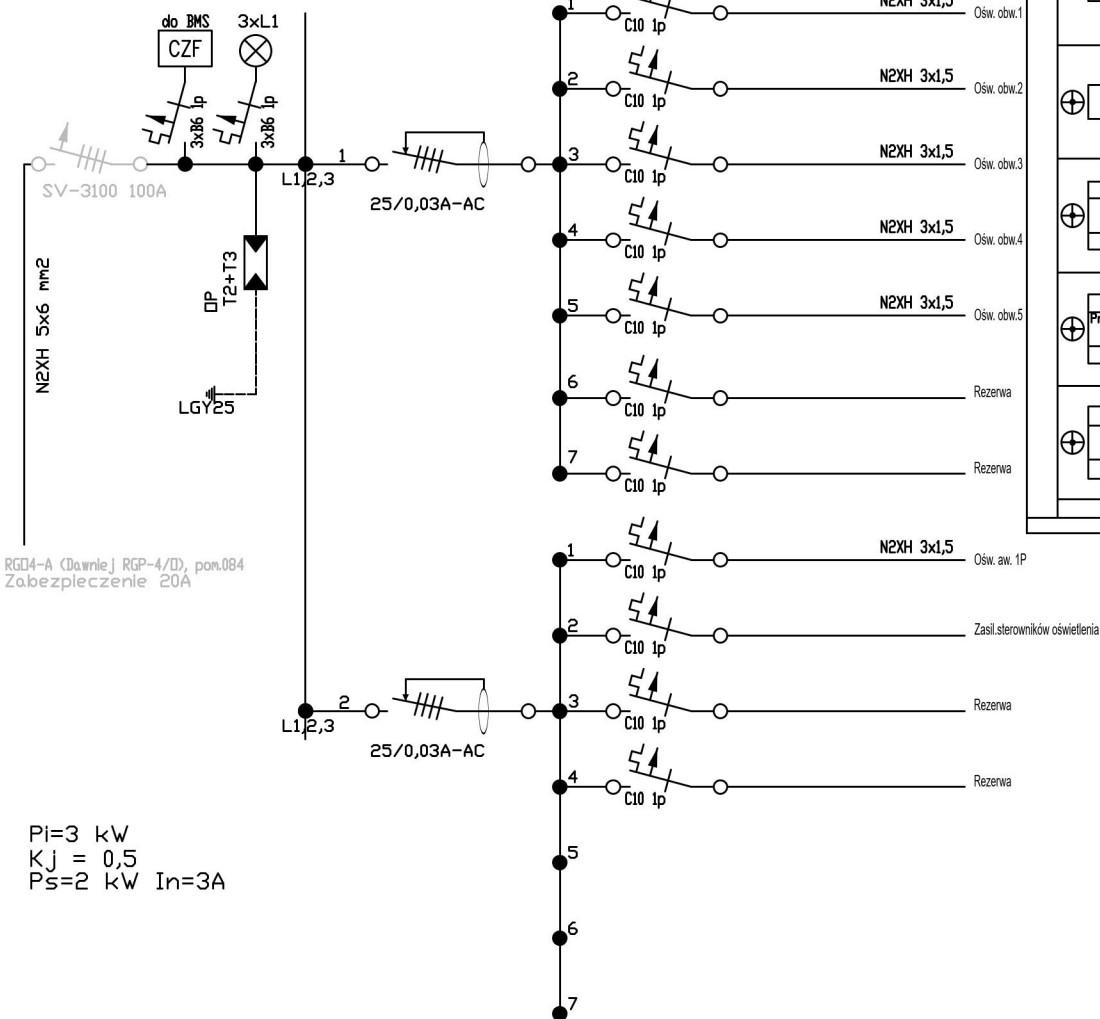 do BMS
CZF
3xL1
3xB6 1p
3xB6 1p
SV-3100 100A
N2XH 5x6 mm2
OP
T2+T3
LGY25
RGO4-A (Dawniej RGP-4/O), pom.084
Zabezpieczenie 20A
L1,2,3
1
25/0,03A-AC
1
C10 1p
N2XH 3x1,5
Ośw. obw.1
2
C10 1p
N2XH 3x1,5
Ośw. obw.2
3
C10 1p
N2XH 3x1,5
Ośw. obw.3
4
C10 1p
N2XH 3x1,5
Ośw. obw.4
5
C10 1p
N2XH 3x1,5
Ośw. obw.5
6
C10 1p
Rezerwa
7
C10 1p
Rezerwa
L1,2,3
2
25/0,03A-AC
1
C10 1p
N2XH 3x1,5
Ośw. aw. 1P
2
C10 1p
Zasil.sterowników oświetlenia
3
C10 1p
Rezerwa
4
C10 1p
Rezerwa
5
6
7
Pi=3 kW
Kj = 0,5
Ps=2 kW In=3A